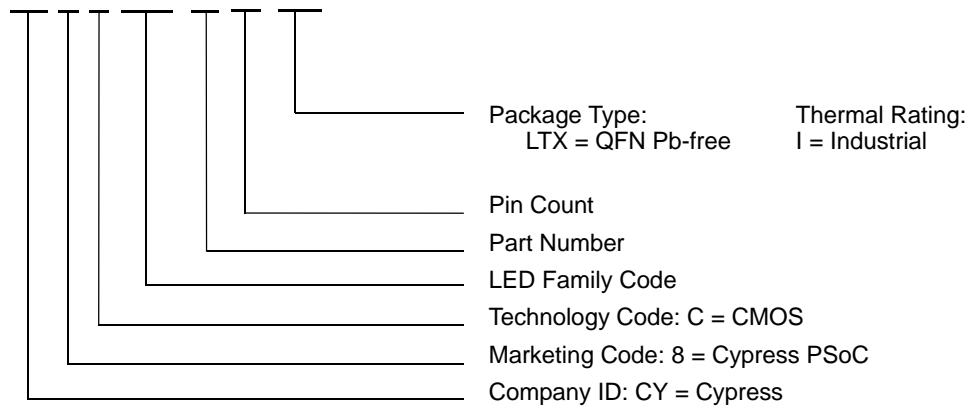 Package Type: Thermal Rating:
LTX = QFN Pb-free I = Industrial
Pin Count
Part Number
LED Family Code
Technology Code: C = CMOS
Marketing Code: 8 = Cypress PSoC
Company ID: CY = Cypress